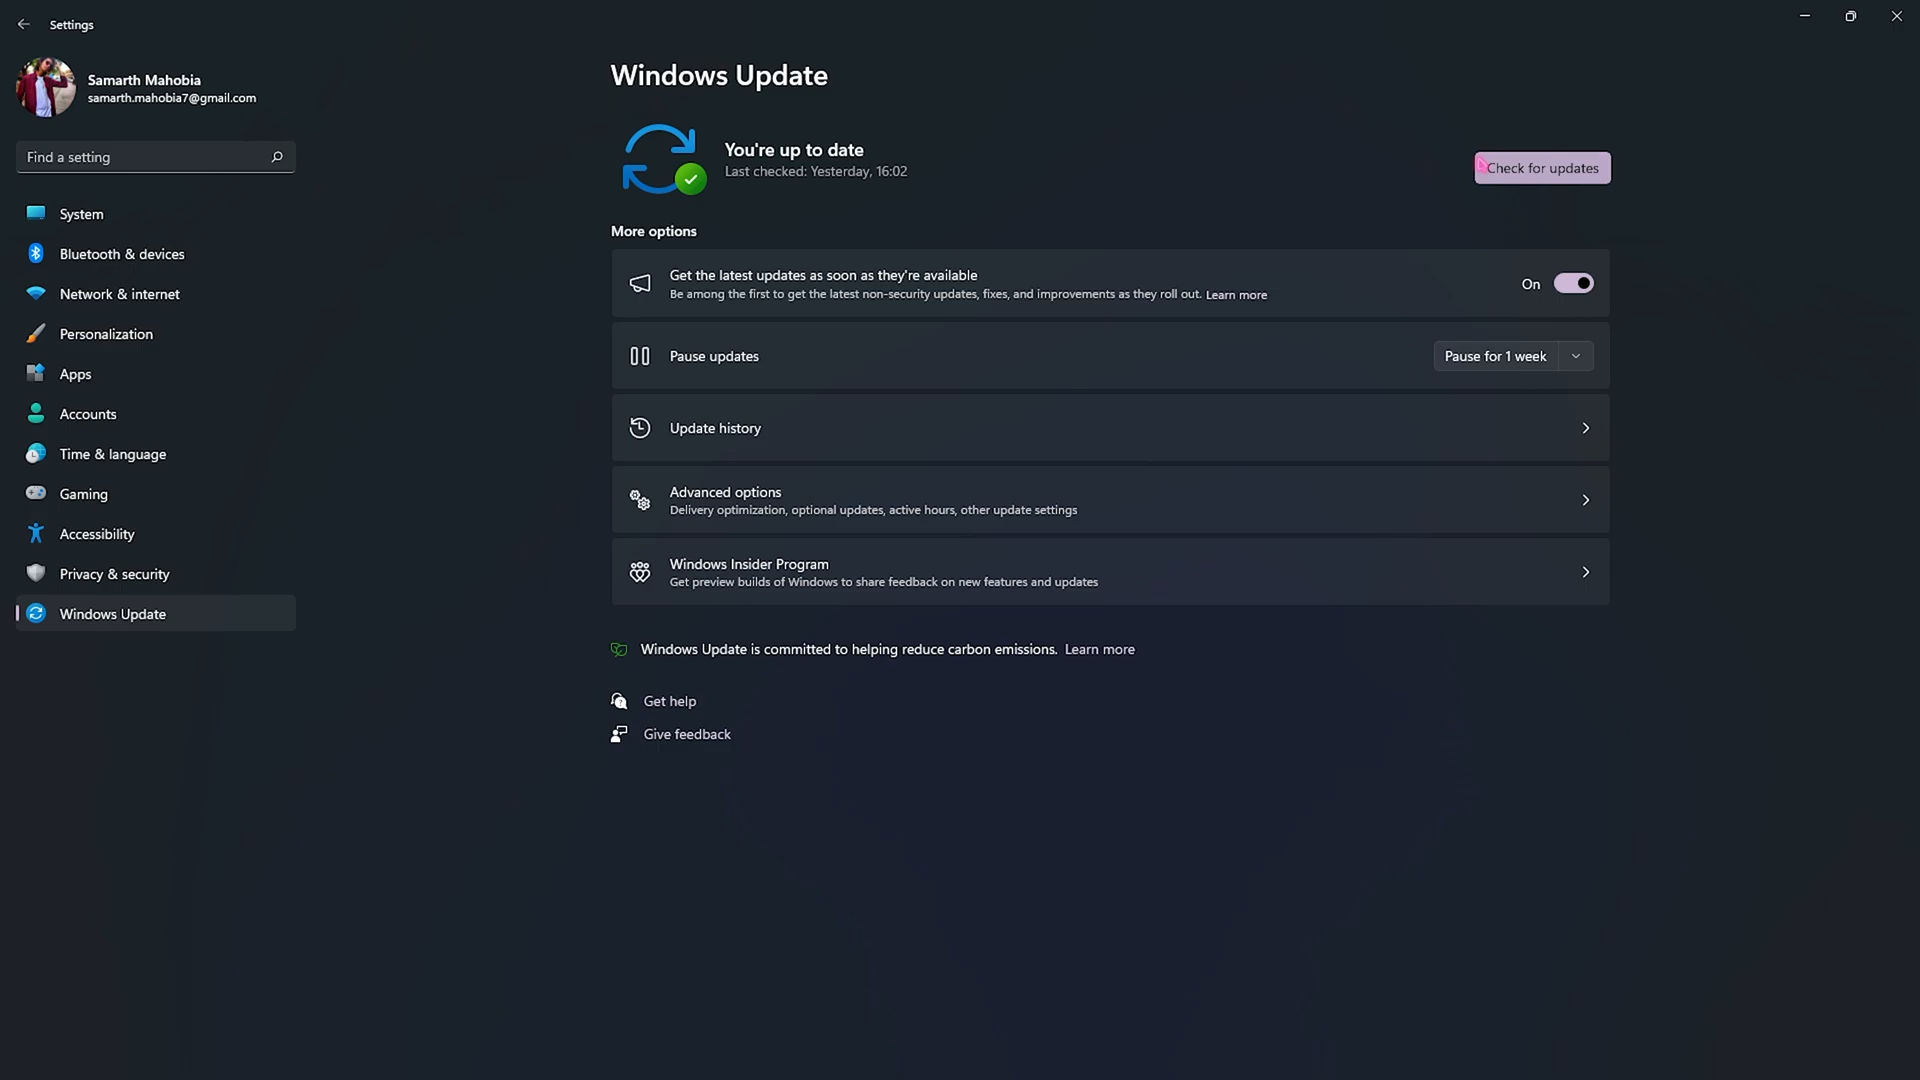 Settings
Samarth Mahobia
samarth.mahobia7@gmail.com
Find a setting
System
Bluetooth & devices
Network & internet
Personalization
Apps
Accounts
Time & language
Gaming
Accessibility
Privacy & security
Windows Update
Windows Update
You're up to date
Last checked: Yesterday, 16:02
Check for updates
More options
Get the latest updates as soon as they're available
Be among the first to get the latest non-security updates, fixes, and improvements as they roll out. Learn more
On
Pause updates
Pause for 1 week
Update history
Advanced options
Delivery optimization, optional updates, active hours, other update settings
Windows Insider Program
Get preview builds of Windows to share feedback on new features and updates
Windows Update is committed to helping reduce carbon emissions. Learn more
Get help
Give feedback